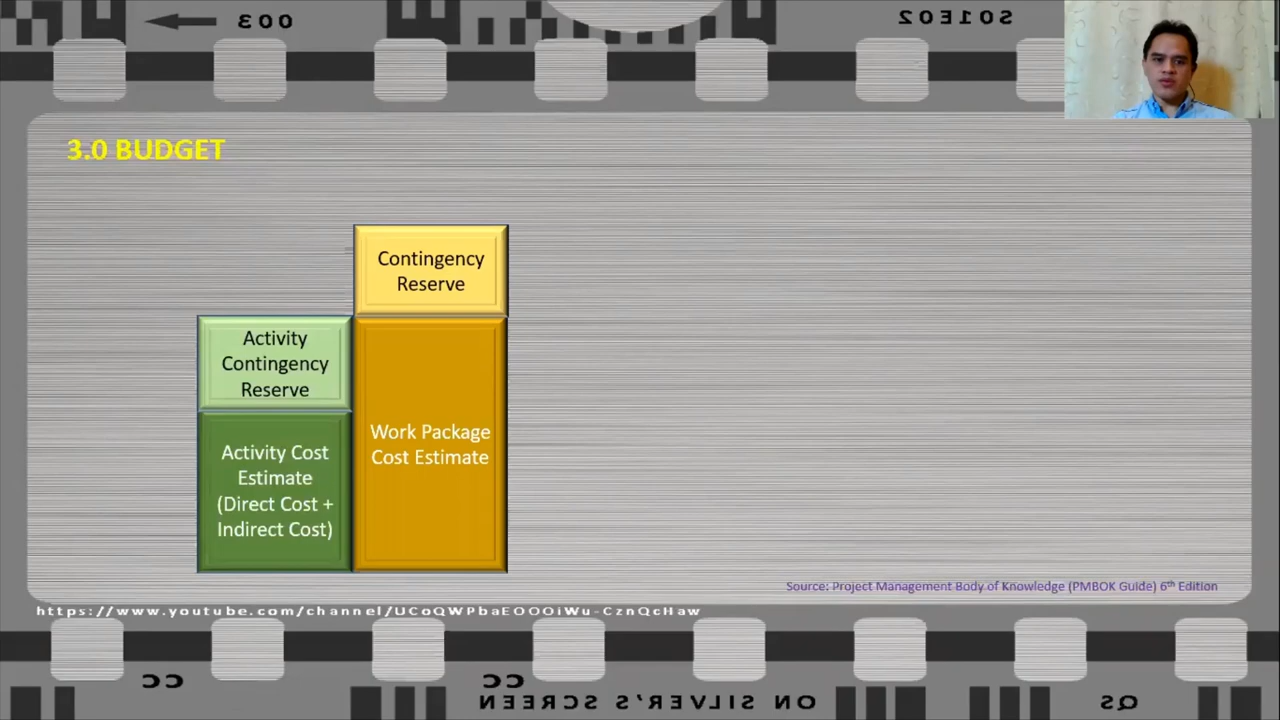 003
S01E02
3.0 BUDGET
Contingency
Reserve
Activity
Contingency
Reserve
Work Package
Cost Estimate
Activity Cost
Estimate
(Direct Cost +
Indirect Cost)
Source: Project Management Body of Knowledge (PMBOK Guide) 6th Edition
https://www.youtube.com/channel/UCoQWPbaEOOOiWu-CznQcHaw
CC
CC
ON SILVER'S SCREEN
QS